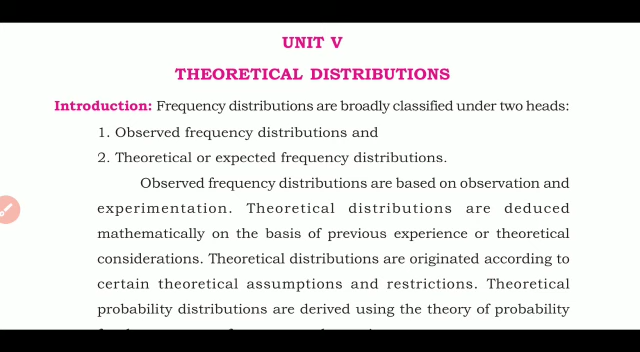 UNIT V
THEORETICAL DISTRIBUTIONS
Introduction: Frequency distributions are broadly classified under two heads:
1. Observed frequency distributions and
2. Theoretical or expected frequency distributions.
Observed frequency distributions are based on observation and
experimentation. Theoretical distributions are deduced
mathematically on the basis of previous experience or theoretical
considerations. Theoretical distributions are originated according to
certain theoretical assumptions and restrictions. Theoretical
probability distributions are derived using the theory of probability